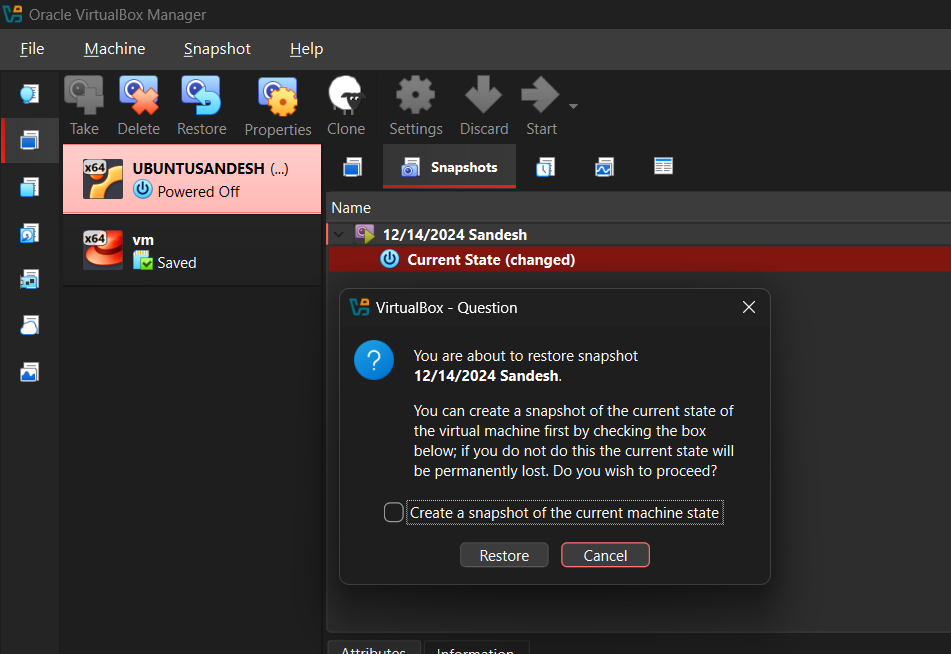 Oracle VirtualBox Manager
File Machine Snapshot Help
Take Delete Restore Properties Clone Settings Discard Start
x64 UBUNTUSANDESH (...)
Powered Off
x64 vm
Saved
Snapshots
Name
12/14/2024 Sandesh
Current State (changed)
VirtualBox - Question
You are about to restore snapshot
12/14/2024 Sandesh.
You can create a snapshot of the current state of
the virtual machine first by checking the box
below; if you do not do this the current state will
be permanently lost. Do you wish to proceed?
Create a snapshot of the current machine state
Restore Cancel
Attributes Information